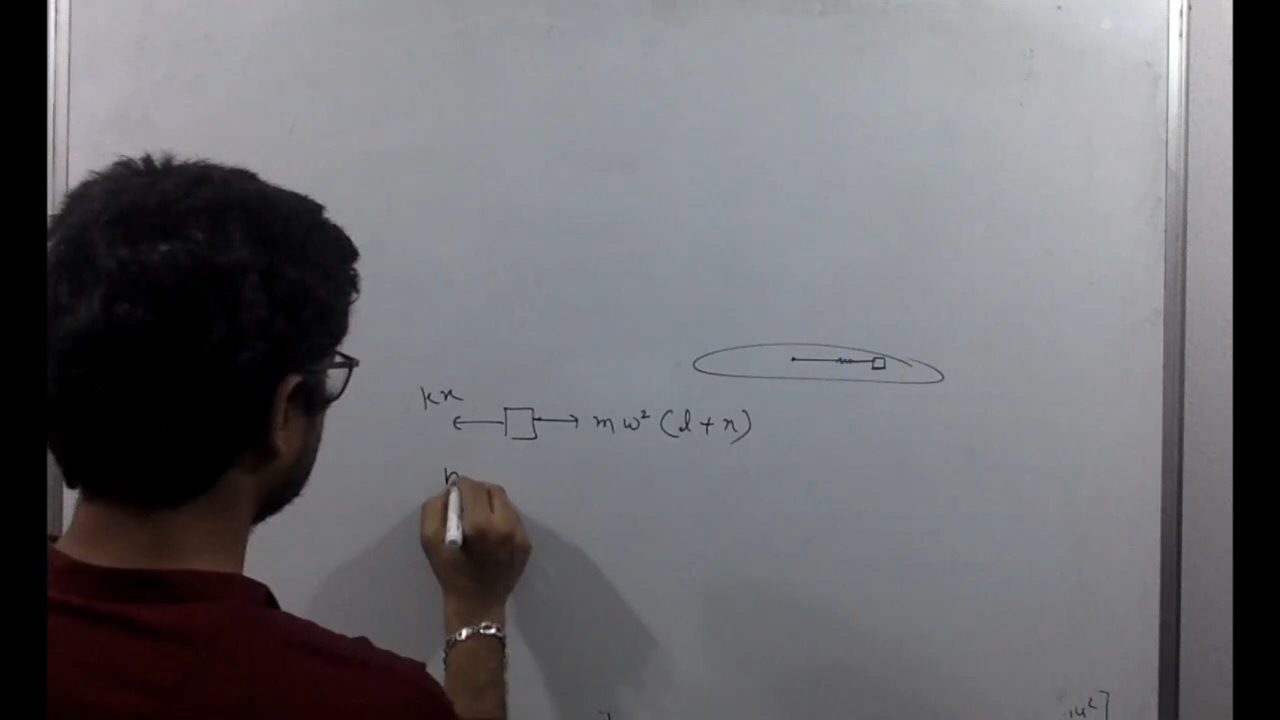 kx
mω² (l + x)